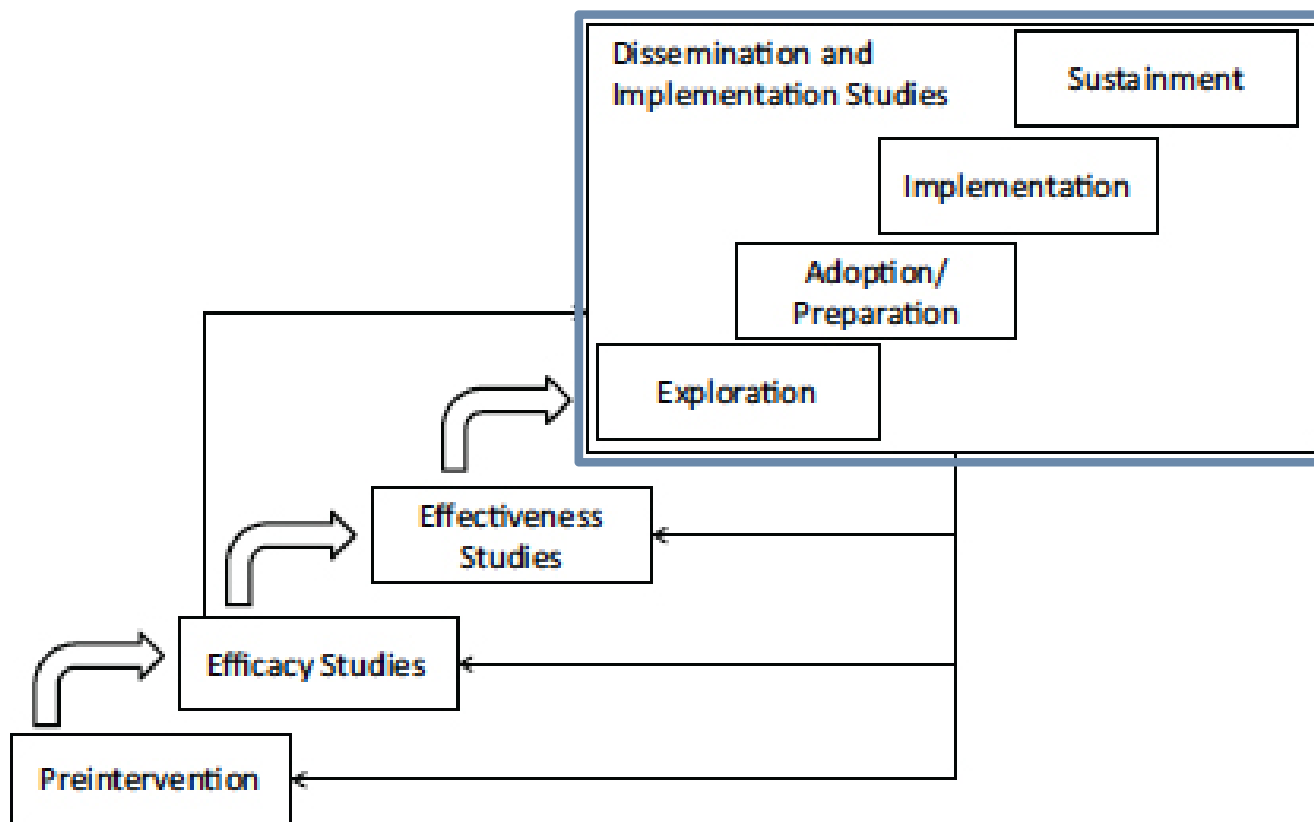 Dissemination and
Implementation Studies
Sustainment
Implementation
Adoption/
Preparation
Exploration
Effectiveness
Studies
Efficacy Studies
Preintervention